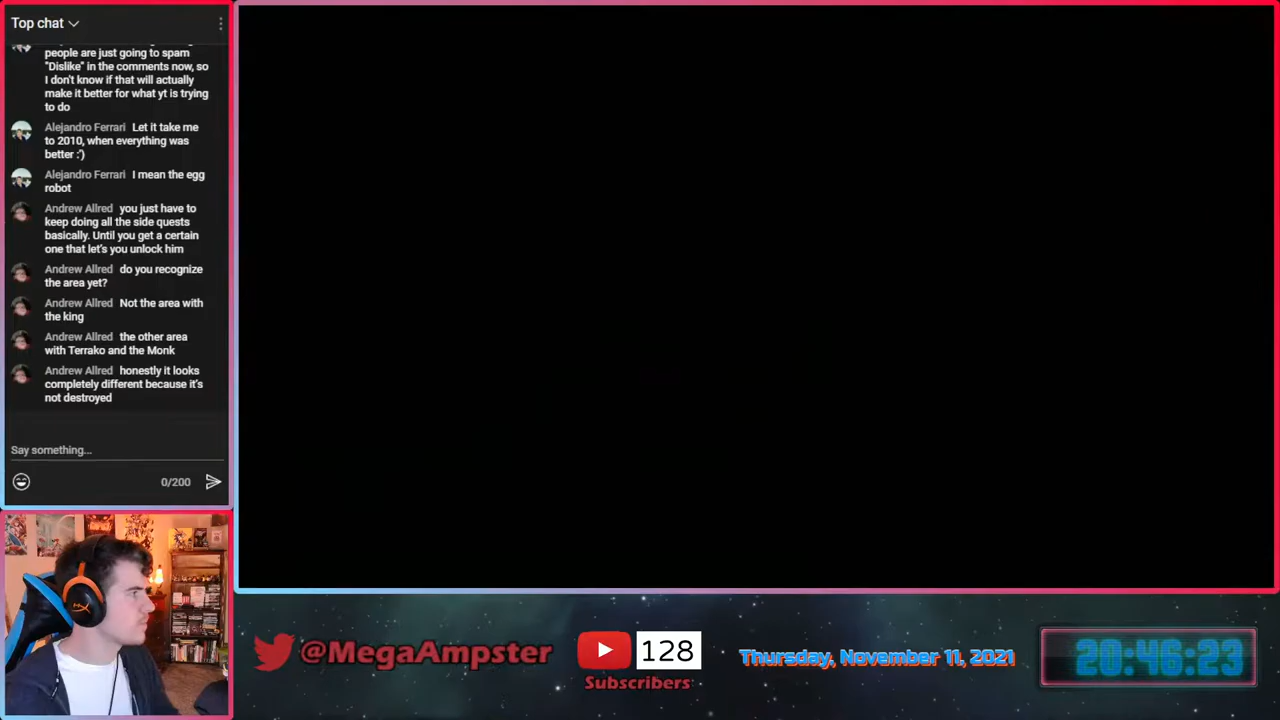 Top chat
people are just going to spam
"Dislike" in the comments now, so
I don't know if that will actually
make it better for what yt is trying
to do
Alejandro Ferrari Let it take me
to 2010, when everything was
better :')
Alejandro Ferrari I mean the egg
robot
Andrew Allred you just have to
keep doing all the side quests
basically. Until you get a certain
one that let's you unlock him
Andrew Allred do you recognize
the area yet?
Andrew Allred Not the area with
the king
Andrew Allred the other area
with Terrako and the Monk
Andrew Allred honestly it looks
completely different because it's
not destroyed
Say something...
0/200
@MegaAmpster
128
Subscribers
Thursday, November 11, 2021
20:46:23